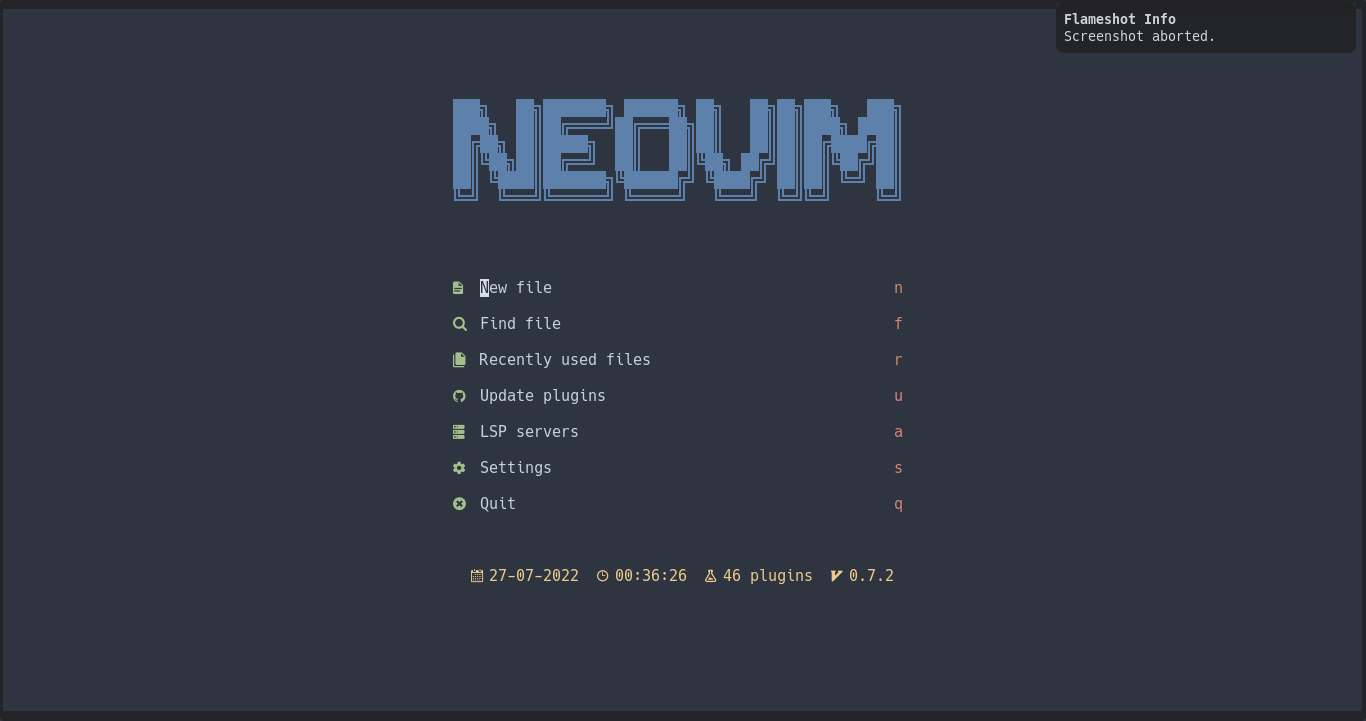 Flameshot Info
Screenshot aborted.
NEOVIM
New file n
Find file f
Recently used files r
Update plugins u
LSP servers a
Settings s
Quit q
27-07-2022 00:36:26 46 plugins 0.7.2